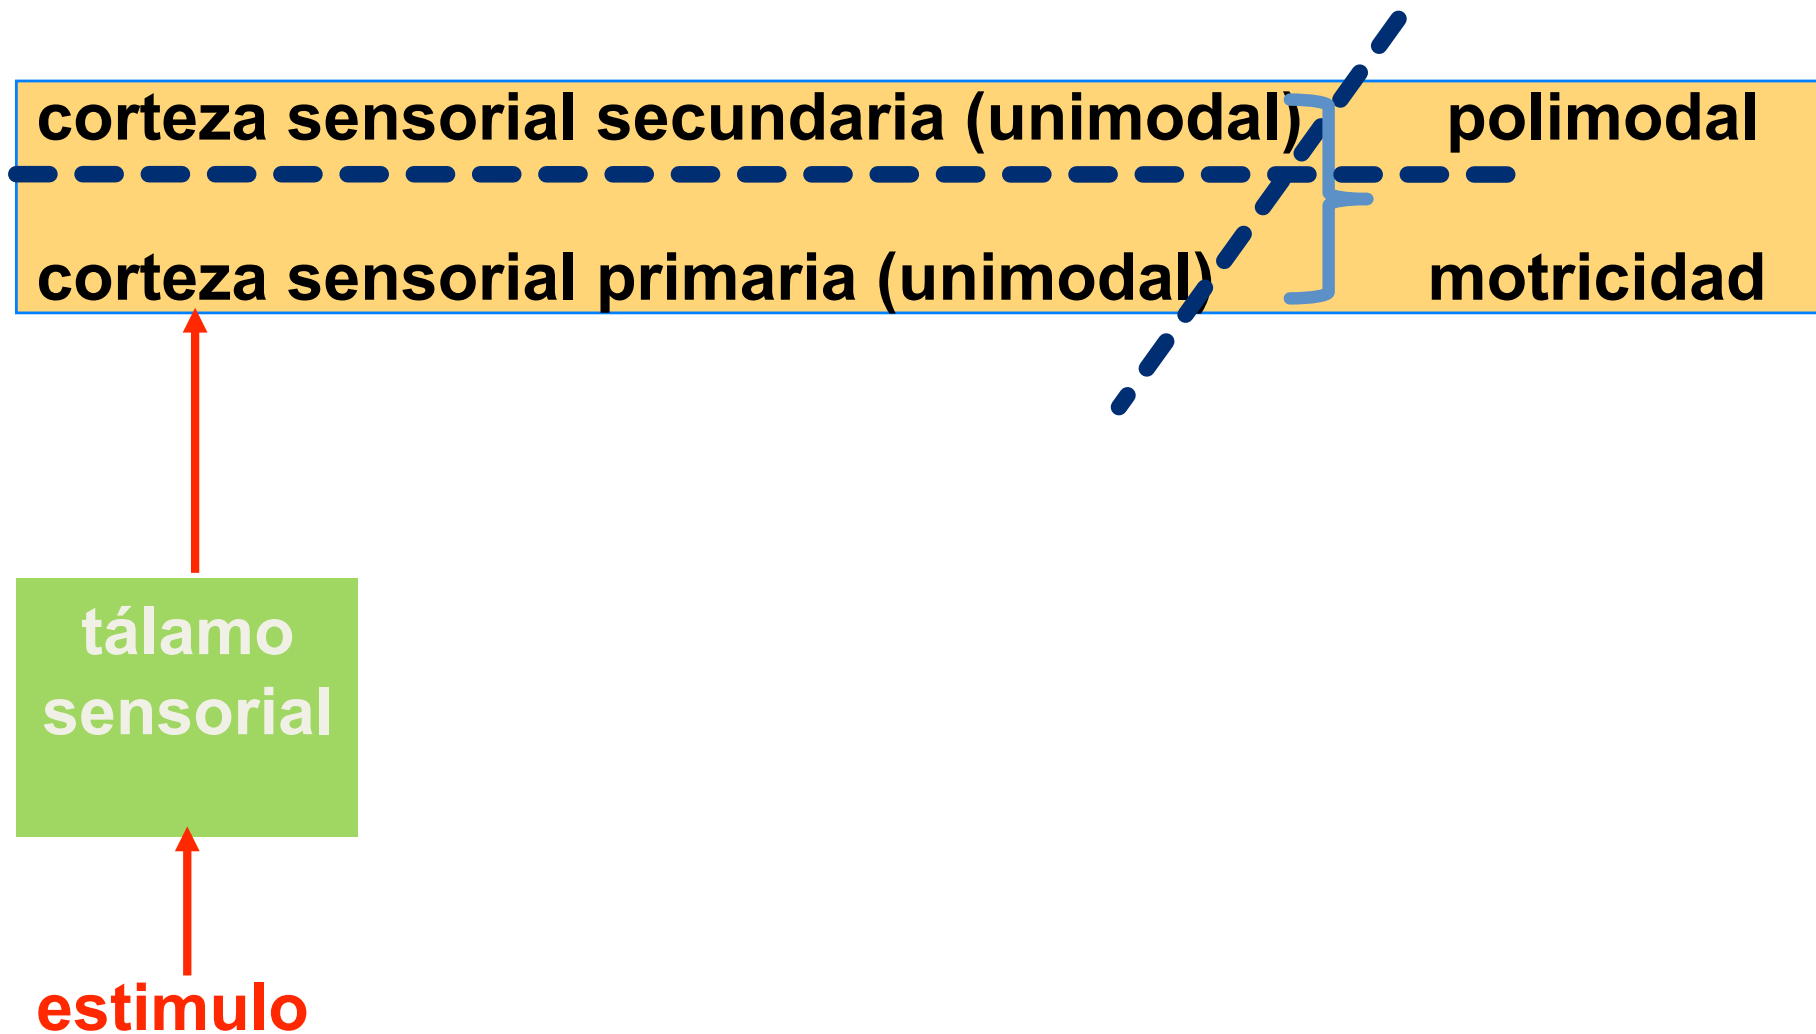 corteza sensorial secundaria (unimodal) polimodal
corteza sensorial primaria (unimodal) motricidad
tálamo
sensorial
estimulo